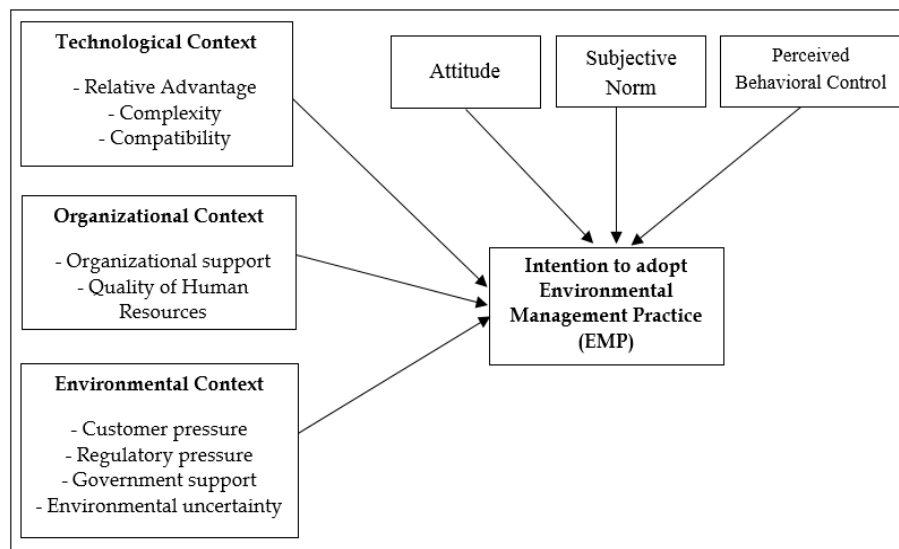 Technological Context
- Relative Advantage
- Complexity
- Compatibility
Attitude
Subjective
Norm
Perceived
Behavioral Control
Organizational Context
- Organizational support
- Quality of Human
Resources
Intention to adopt
Environmental
Management Practice
(EMP)
Environmental Context
- Customer pressure
- Regulatory pressure
- Government support
- Environmental uncertainty